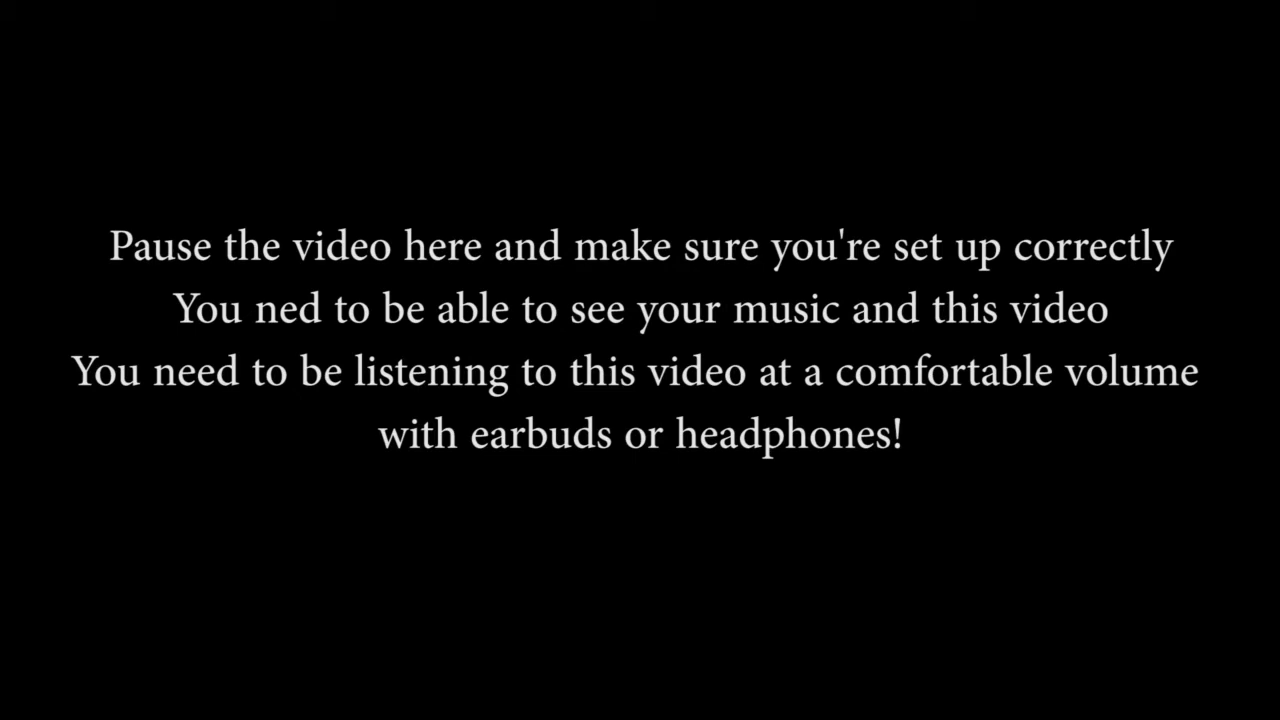 Pause the video here and make sure you're set up correctly
You ned to be able to see your music and this video
You need to be listening to this video at a comfortable volume
with earbuds or headphones!